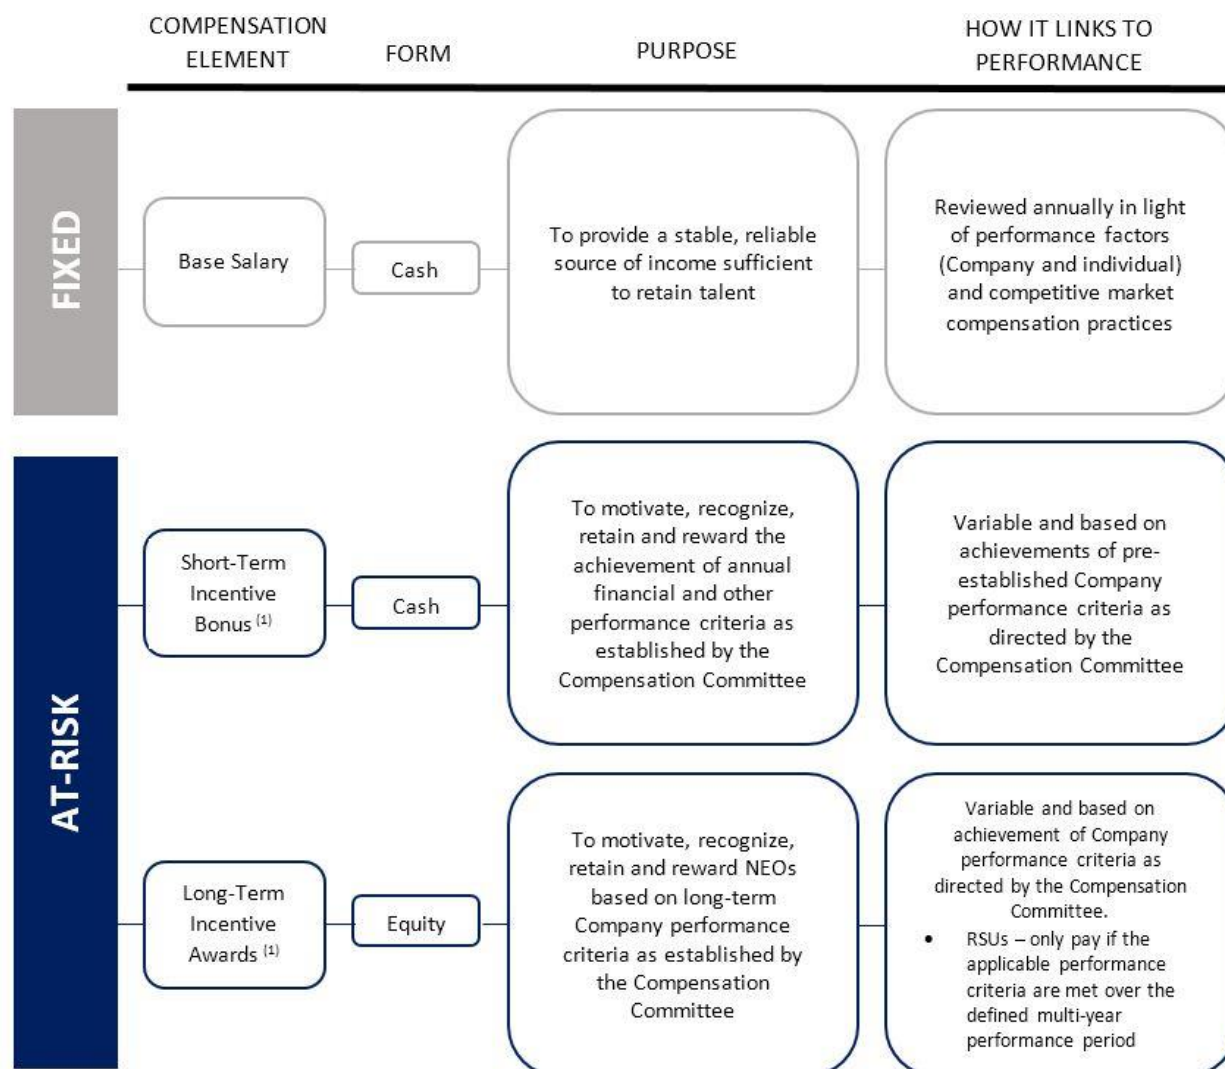 COMPENSATION
ELEMENT
FORM
PURPOSE
HOW IT LINKS TO
PERFORMANCE
FIXED
Base Salary
Cash
To provide a stable, reliable
source of income sufficient
to retain talent
Reviewed annually in light
of performance factors
(Company and individual)
and competitive market
compensation practices
AT-RISK
Short-Term
Incentive
Bonus (1)
Cash
To motivate, recognize,
retain and reward the
achievement of annual
financial and other
performance criteria as
established by the
Compensation Committee
Variable and based on
achievements of pre-
established Company
performance criteria as
directed by the
Compensation Committee
Long-Term
Incentive
Awards (1)
Equity
To motivate, recognize,
retain and reward NEOs
based on long-term
Company performance
criteria as established by
the Compensation
Committee
Variable and based on
achievement of Company
performance criteria as
directed by the Compensation
Committee.
• RSUs – only pay if the
applicable performance
criteria are met over the
defined multi-year
performance period